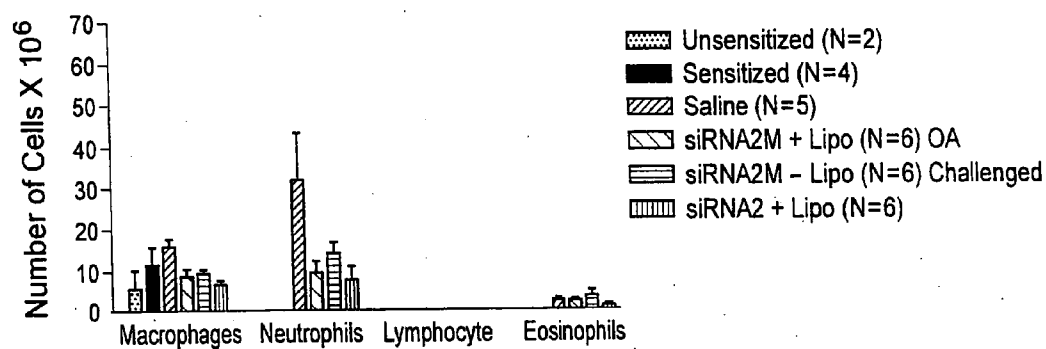 Number of Cells X 10⁶
70
60
50
40
30
20
10
0
Macrophages Neutrophils Lymphocyte Eosinophils
Unsensitized (N=2)
Sensitized (N=4)
Saline (N=5)
siRNA2M + Lipo (N=6) OA
siRNA2M – Lipo (N=6) Challenged
siRNA2 + Lipo (N=6)